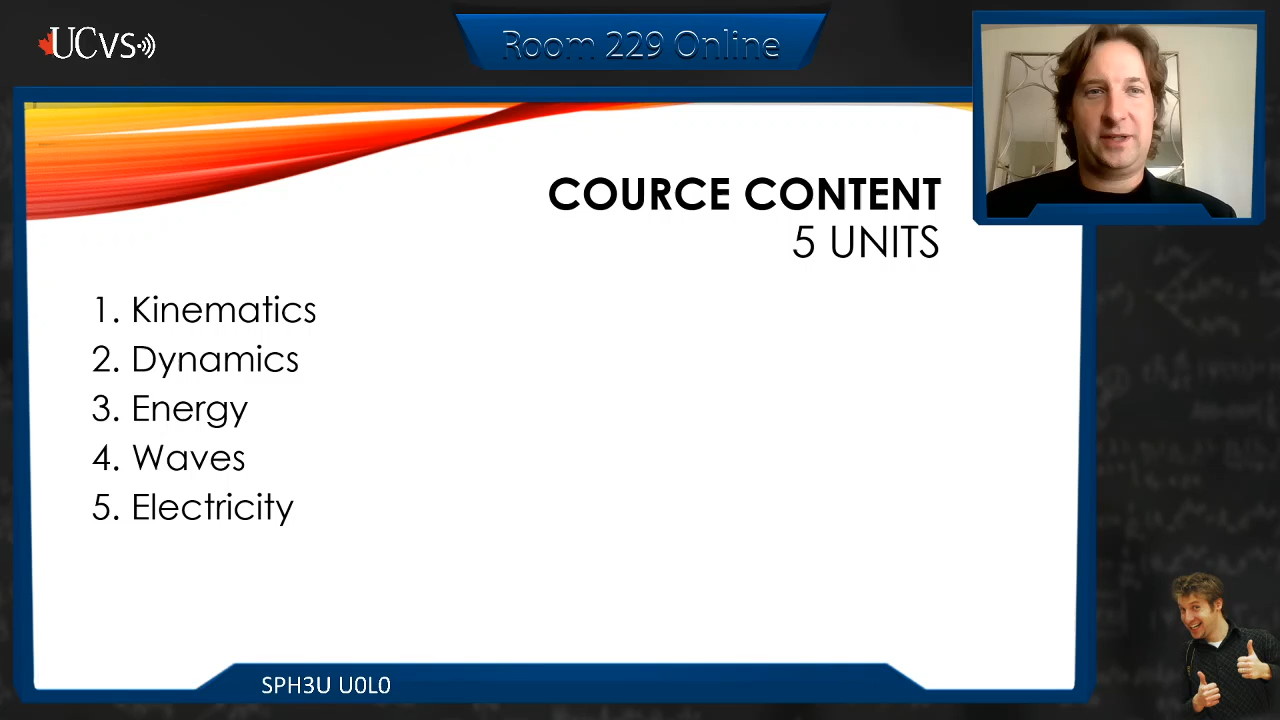 UCvs
Room 229 Online
COURCE CONTENT
5 UNITS
1. Kinematics
2. Dynamics
3. Energy
4. Waves
5. Electricity
SPH3U U0L0